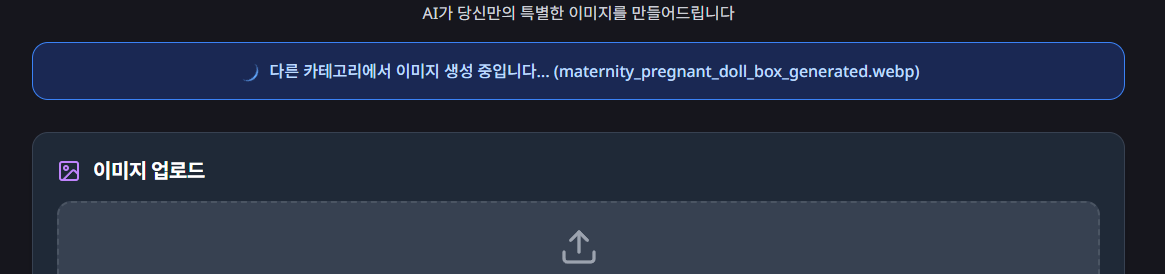 AI가 당신만의 특별한 이미지를 만들어드립니다
다른 카테고리에서 이미지 생성 중입니다... (maternity_pregnant_doll_box_generated.webp)
이미지 업로드